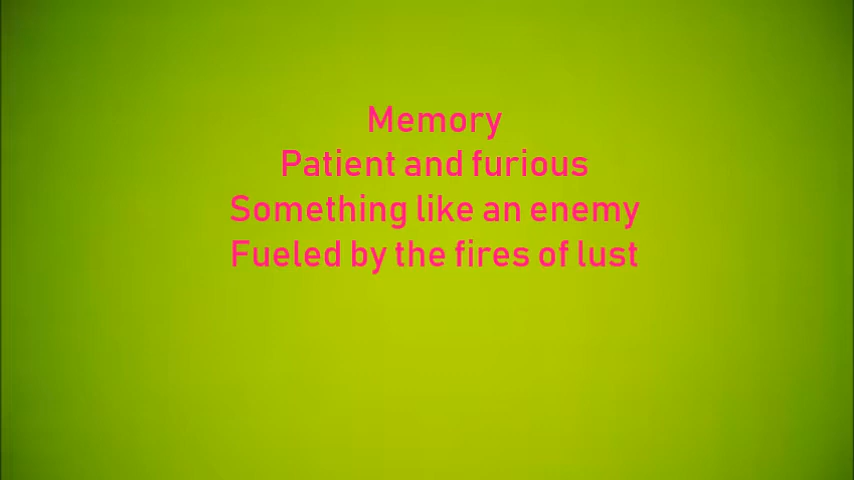 Memory
Patient and furious
Something like an enemy
Fueled by the fires of lust